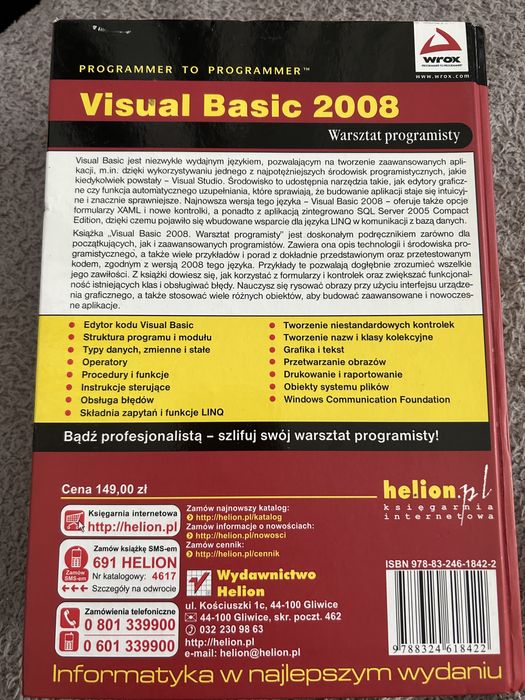 wrox
PROGRAMMER TO PROGRAMMER
www.wrox.com
PROGRAMMER TO PROGRAMMER™
Visual Basic 2008
Warsztat programisty
Visual Basic jest niezwykle wydajnym językiem, pozwalającym na tworzenie zaawansowanych apli-
kacji, m.in. dzięki wykorzystywaniu jednego z najpotężniejszych środowisk programistycznych, jakie
kiedykolwiek powstały – Visual Studio. Środowisko to udostępnia narzędzia takie, jak edytory graficz-
ne czy funkcja automatycznego uzupełniania, które sprawiają, że budowanie aplikacji staje się intuicyj-
ne i znacznie sprawniejsze. Najnowsza wersja tego języka – Visual Basic 2008 – oferuje także opcje
formularzy XAML i nowe kontrolki, a ponadto z aplikacją zintegrowano SQL Server 2005 Compact
Edition, dzięki czemu pojawiło się wbudowane wsparcie dla języka LINQ w komunikacji z bazą danych.
Książka „Visual Basic 2008. Warsztat programisty” jest doskonałym podręcznikiem zarówno dla
początkujących, jak i zaawansowanych programistów. Zawiera ona opis technologii i środowiska pro-
gramistycznego, a także wiele przykładów i porad z dokładnie przedstawionym oraz przetestowanym
kodem, zgodnym z wersją 2008 tego języka. Przykłady te pozwalają dogłębnie zrozumieć wszelkie
jego zawiłości. Z książki dowiesz się, jak korzystać z formularzy i kontrolek oraz zwiększać funkcjonal-
ność istniejących klas i obsługiwać błędy. Nauczysz się rysować obrazy przy użyciu interfejsu urządze-
nia graficznego, a także stosować wiele różnych obiektów, aby budować zaawansowane i nowoczes-
ne aplikacje.
Edytor kodu Visual Basic
Struktura programu i modułu
Typy danych, zmienne i stałe
Operatory
Procedury i funkcje
Instrukcje sterujące
Obsługa błędów
Składnia zapytań i funkcje LINQ
Tworzenie niestandardowych kontrolek
Tworzenie nazw i klasy kolekcyjne
Grafika i tekst
Przetwarzanie obrazów
Drukowanie i raportowanie
Obiekty systemu plików
Windows Communication Foundation
Bądź profesjonalistą – szlifuj swój warsztat programisty!
Cena 149,00 zł
Księgarnia internetowa
http://helion.pl
Zamów książkę SMS-em
691 HELION
Nr katalogowy: 4617
Szczegóły na odwrocie
Zamów
SMS-em
Zamówienia telefoniczne
0 801 339900
0 601 339900
Zamów najnowszy katalog:
http://helion.pl/katalog
Zamów informacje o nowościach:
http://helion.pl/nowosci
Zamów cennik:
http://helion.pl/cennik
Wydawnictwo
Helion
ul. Kościuszki 1c, 44-100 Gliwice
44-100 Gliwice, skr. poczt. 462
032 230 98 63
http://helion.pl
e-mail: helion@helion.pl
helion.pl
księgarnia
internetowa
ISBN 978-83-246-1842-2
9 788324 618422
Informatyka w najlepszym wydaniu